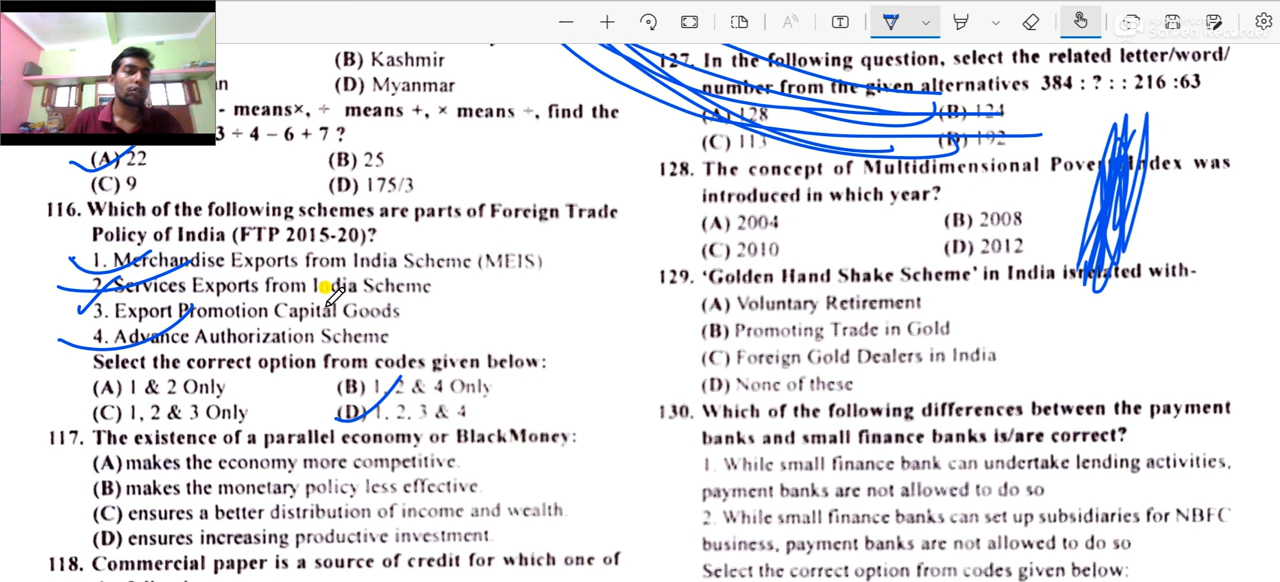 (B) Kashmir
(D) Myanmar
- means×, ÷ means +, × means ÷, find the
3 ÷ 4 – 6 + 7 ?
(A) 22 (B) 25
(C) 9 (D) 175/3
116. Which of the following schemes are parts of Foreign Trade
Policy of India (FTP 2015-20)?
1. Merchandise Exports from India Scheme (MEIS)
2. Services Exports from India Scheme
3. Export Promotion Capital Goods
4. Advance Authorization Scheme
Select the correct option from codes given below:
(A) 1 & 2 Only (B) 1, 2 & 4 Only
(C) 1, 2 & 3 Only (D) 1, 2, 3 & 4
117. The existence of a parallel economy or BlackMoney:
(A) makes the economy more competitive.
(B) makes the monetary policy less effective.
(C) ensures a better distribution of income and wealth.
(D) ensures increasing productive investment.
118. Commercial paper is a source of credit for which one of
127. In the following question, select the related letter/word/
number from the given alternatives 384 : ? : : 216 :63
(A) 128 (B) 124
(C) 113 (D) 192
128. The concept of Multidimensional Poverty Index was
introduced in which year?
(A) 2004 (B) 2008
(C) 2010 (D) 2012
129. ‘Golden Hand Shake Scheme’ in India is related with-
(A) Voluntary Retirement
(B) Promoting Trade in Gold
(C) Foreign Gold Dealers in India
(D) None of these
130. Which of the following differences between the payment
banks and small finance banks is/are correct?
1. While small finance bank can undertake lending activities,
payment banks are not allowed to do so
2. While small finance banks can set up subsidiaries for NBFC
business, payment banks are not allowed to do so
Select the correct option from codes given below: